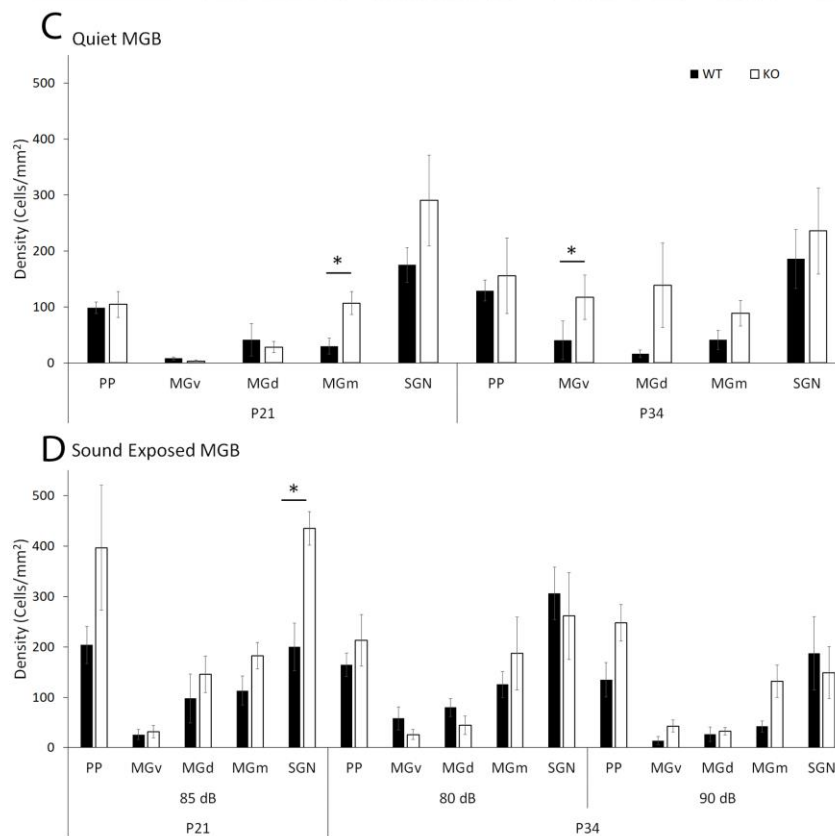 C Quiet MGB
500
■ WT □ KO
400
Density (Cells/mm²)
300
200
*
*
100
0
PP MGv MGd MGm SGN PP MGv MGd MGm SGN
P21 P34
D Sound Exposed MGB
500
*
400
Density (Cells/mm²)
300
200
100
0
PP MGv MGd MGm SGN PP MGv MGd MGm SGN PP MGv MGd MGm SGN
85 dB 80 dB 90 dB
P21 P34